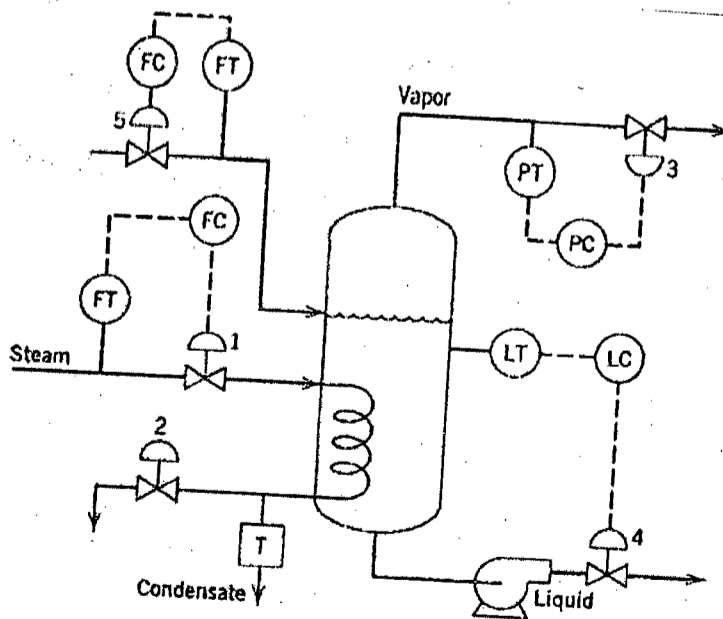 FC
FT
5
Vapor
3
PT
PC
FC
FT
1
Steam
LT
LC
2
4
T
Condensate
Liquid